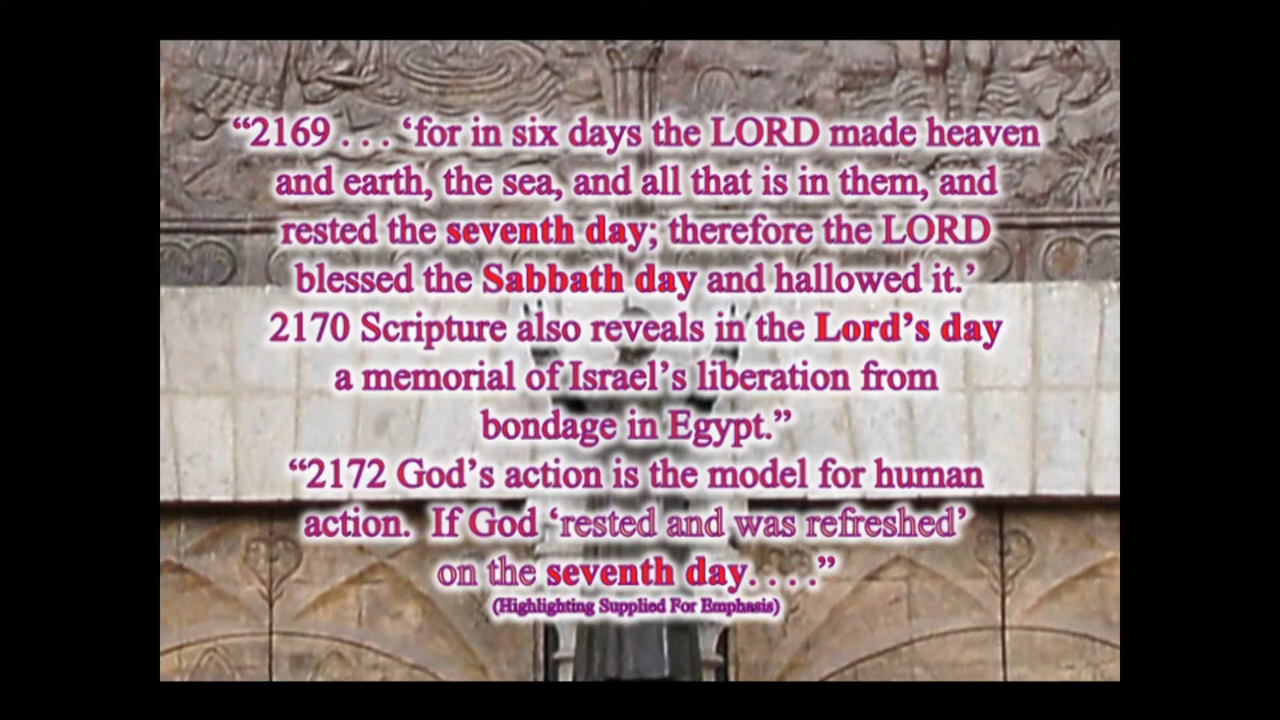 “2169 . . . ‘for in six days the LORD made heaven
and earth, the sea, and all that is in them, and
rested the seventh day; therefore the LORD
blessed the Sabbath day and hallowed it.’
2170 Scripture also reveals in the Lord’s day
a memorial of Israel’s liberation from
bondage in Egypt.”
“2172 God’s action is the model for human
action.  If God ‘rested and was refreshed’
on the seventh day. . . .”
(Highlighting Supplied For Emphasis)